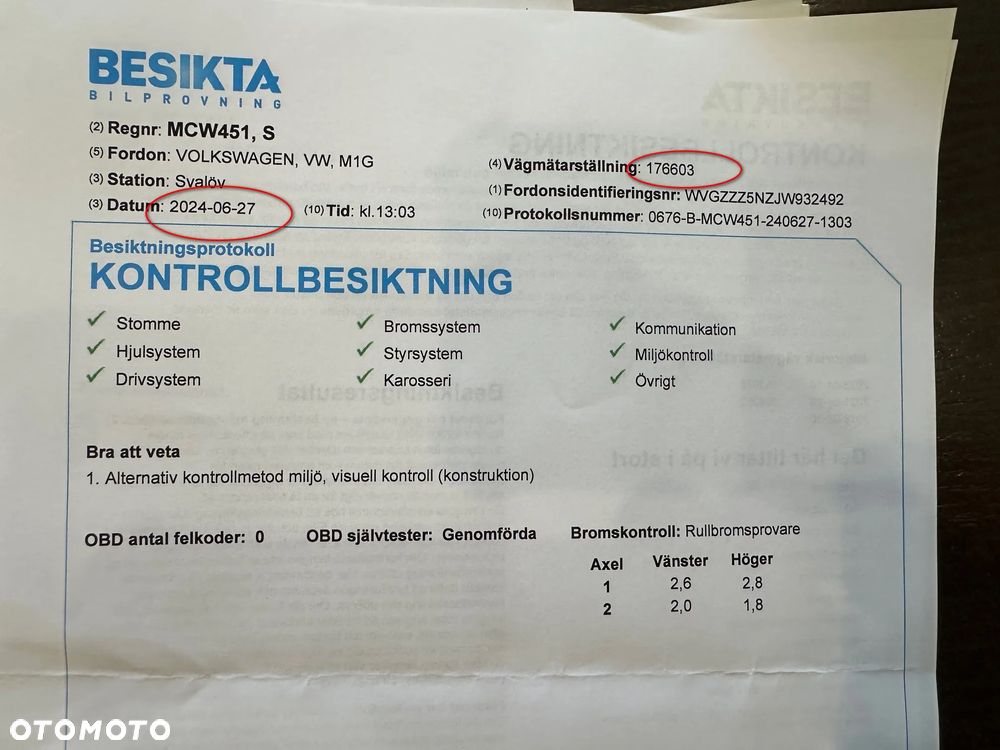 BESIKTA
BILPROVNING
(2) Regnr: MCW451, S
(5) Fordon: VOLKSWAGEN, VW, M1G
(3) Station: Svalöv
(3) Datum: 2024-06-27 (10) Tid: kl.13:03
(4) Vägmätarställning: 176603
(1) Fordonsidentifieringsnr: WVGZZZ5NZJW932492
(10) Protokollsnummer: 0676-B-MCW451-240627-1303
Besiktningsprotokoll
KONTROLLBESIKTNING
Stomme Bromssystem Kommunikation
Hjulsystem Styrsystem Miljökontroll
Drivsystem Karosseri Övrigt
Bra att veta
1. Alternativ kontrollmetod miljö, visuell kontroll (konstruktion)
OBD antal felkoder: 0 OBD självtester: Genomförda Bromskontroll: Rullbromsprovare
Axel Vänster Höger
1 2,6 2,8
2 2,0 1,8
OTOMOTO